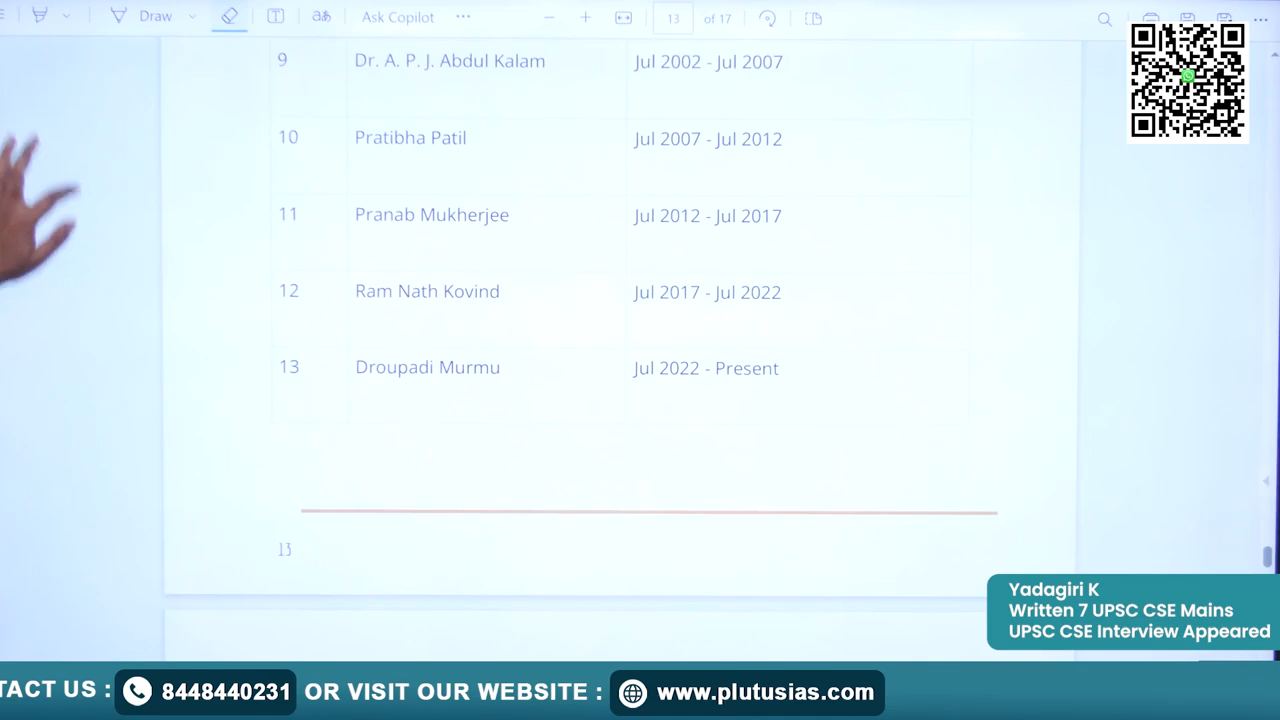 Draw
Ask Copilot
13 of 17
9 Dr. A. P. J. Abdul Kalam Jul 2002 - Jul 2007
10 Pratibha Patil Jul 2007 - Jul 2012
11 Pranab Mukherjee Jul 2012 - Jul 2017
12 Ram Nath Kovind Jul 2017 - Jul 2022
13 Droupadi Murmu Jul 2022 - Present
13
Yadagiri K
Written 7 UPSC CSE Mains
UPSC CSE Interview Appeared
TACT US : 8448440231 OR VISIT OUR WEBSITE : www.plutusias.com